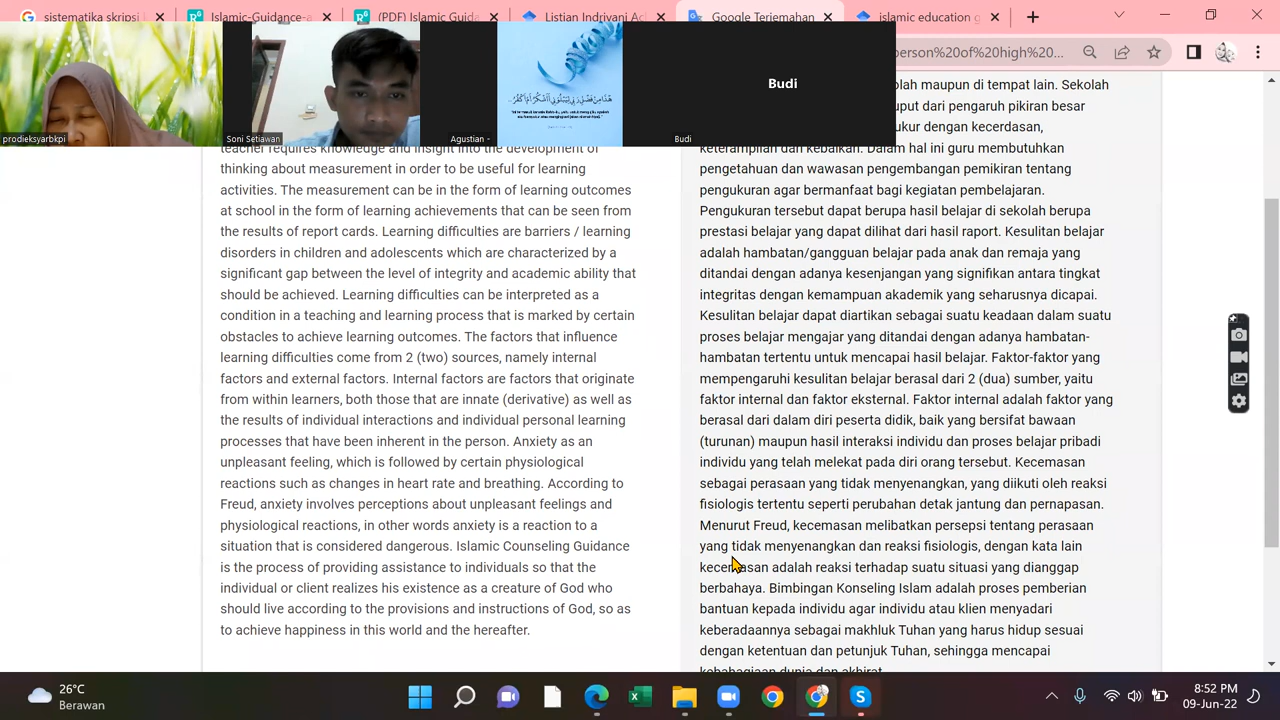 sistematika skripsi
Islamic-Guidance-a
(PDF) Islamic Guida
Listian Indriyani Ac
Google Terjemahan
islamic education g
person%20of%20high%20...
prodieksyarbkpi
Soni Setiawan
Agustian -
Budi
Budi
teacher requires knowledge and insight into the development of
thinking about measurement in order to be useful for learning
activities. The measurement can be in the form of learning outcomes
at school in the form of learning achievements that can be seen from
the results of report cards. Learning difficulties are barriers / learning
disorders in children and adolescents which are characterized by a
significant gap between the level of integrity and academic ability that
should be achieved. Learning difficulties can be interpreted as a
condition in a teaching and learning process that is marked by certain
obstacles to achieve learning outcomes. The factors that influence
learning difficulties come from 2 (two) sources, namely internal
factors and external factors. Internal factors are factors that originate
from within learners, both those that are innate (derivative) as well as
the results of individual interactions and individual personal learning
processes that have been inherent in the person. Anxiety as an
unpleasant feeling, which is followed by certain physiological
reactions such as changes in heart rate and breathing. According to
Freud, anxiety involves perceptions about unpleasant feelings and
physiological reactions, in other words anxiety is a reaction to a
situation that is considered dangerous. Islamic Counseling Guidance
is the process of providing assistance to individuals so that the
individual or client realizes his existence as a creature of God who
should live according to the provisions and instructions of God, so as
to achieve happiness in this world and the hereafter.
maupun di tempat lain. Sekolah
dari pengaruh pikiran besar
dengan kecerdasan,
keterampilan dan kebaikan. Dalam hal ini guru membutuhkan
pengetahuan dan wawasan pengembangan pemikiran tentang
pengukuran agar bermanfaat bagi kegiatan pembelajaran.
Pengukuran tersebut dapat berupa hasil belajar di sekolah berupa
prestasi belajar yang dapat dilihat dari hasil raport. Kesulitan belajar
adalah hambatan/gangguan belajar pada anak dan remaja yang
ditandai dengan adanya kesenjangan yang signifikan antara tingkat
integritas dengan kemampuan akademik yang seharusnya dicapai.
Kesulitan belajar dapat diartikan sebagai suatu keadaan dalam suatu
proses belajar mengajar yang ditandai dengan adanya hambatan-
hambatan tertentu untuk mencapai hasil belajar. Faktor-faktor yang
mempengaruhi kesulitan belajar berasal dari 2 (dua) sumber, yaitu
faktor internal dan faktor eksternal. Faktor internal adalah faktor yang
berasal dari dalam diri peserta didik, baik yang bersifat bawaan
(turunan) maupun hasil interaksi individu dan proses belajar pribadi
individu yang telah melekat pada diri orang tersebut. Kecemasan
sebagai perasaan yang tidak menyenangkan, yang diikuti oleh reaksi
fisiologis tertentu seperti perubahan detak jantung dan pernapasan.
Menurut Freud, kecemasan melibatkan persepsi tentang perasaan
yang tidak menyenangkan dan reaksi fisiologis, dengan kata lain
kecemasan adalah reaksi terhadap suatu situasi yang dianggap
berbahaya. Bimbingan Konseling Islam adalah proses pemberian
bantuan kepada individu agar individu atau klien menyadari
keberadaannya sebagai makhluk Tuhan yang harus hidup sesuai
dengan ketentuan dan petunjuk Tuhan, sehingga mencapai
kebahagiaan dunia dan akhirat.
26°C
Berawan
8:52 PM
09-Jun-22